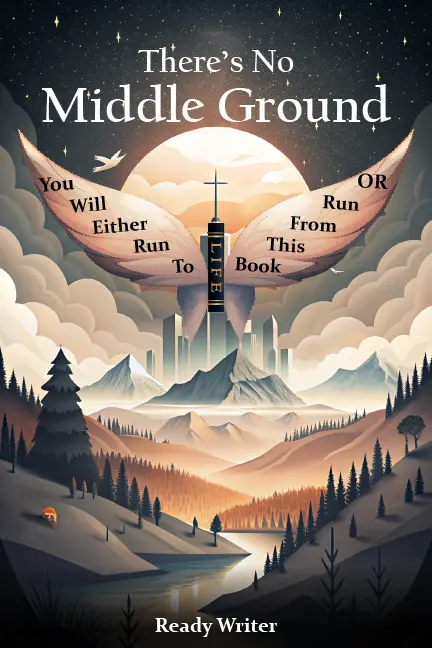 There's No
Middle Ground
You
Will
Either
Run
To
OR
Run
From
This
Book
LIFE
Ready Writer